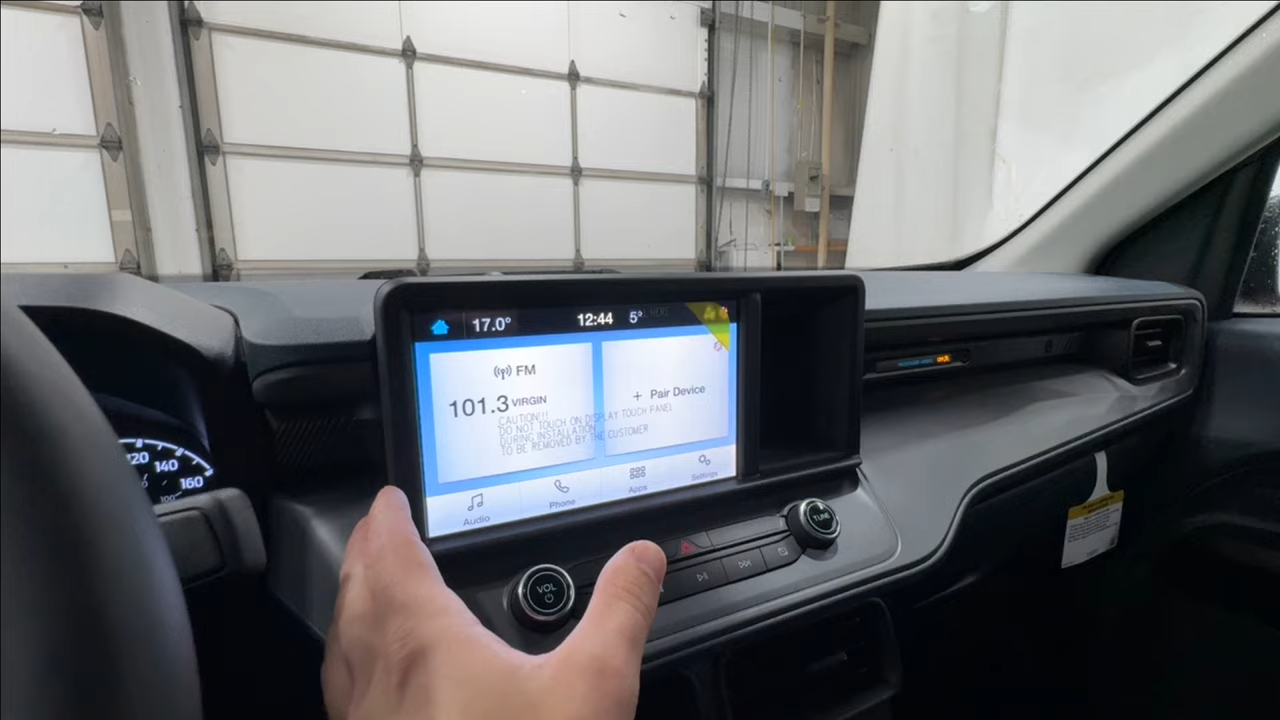 17.0°
12:44
5°
FM
101.3 VIRGIN
+ Pair Device
CAUTION!!!
DO NOT TOUCH ON DISPLAY TOUCH PANEL
DURING INSTALLATION
TO BE REMOVED BY THE CUSTOMER
Audio
Phone
Apps
Settings
VOL
TUNE
120
140
160
100